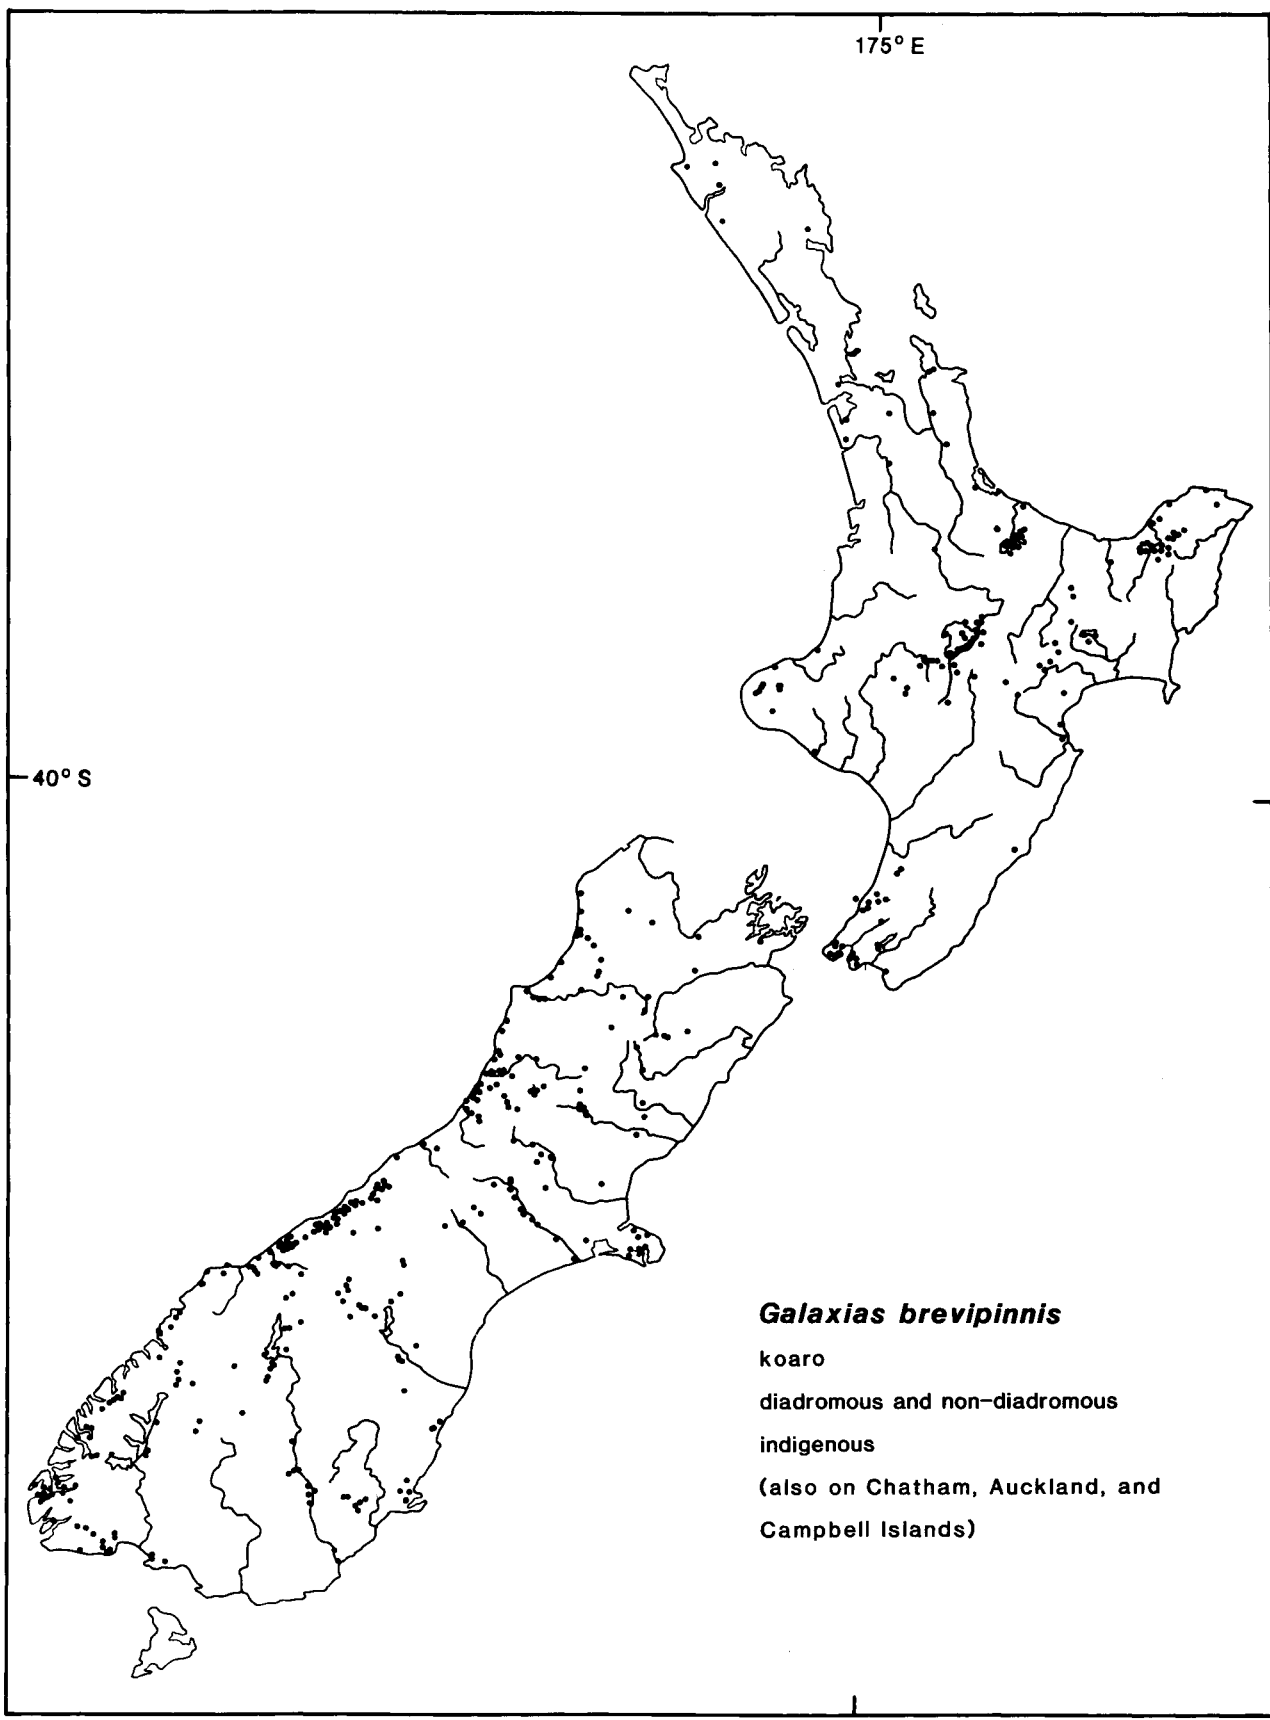 175° E
40° S
Galaxias brevipinnis
koaro
diadromous and non-diadromous
indigenous
(also on Chatham, Auckland, and
Campbell Islands)